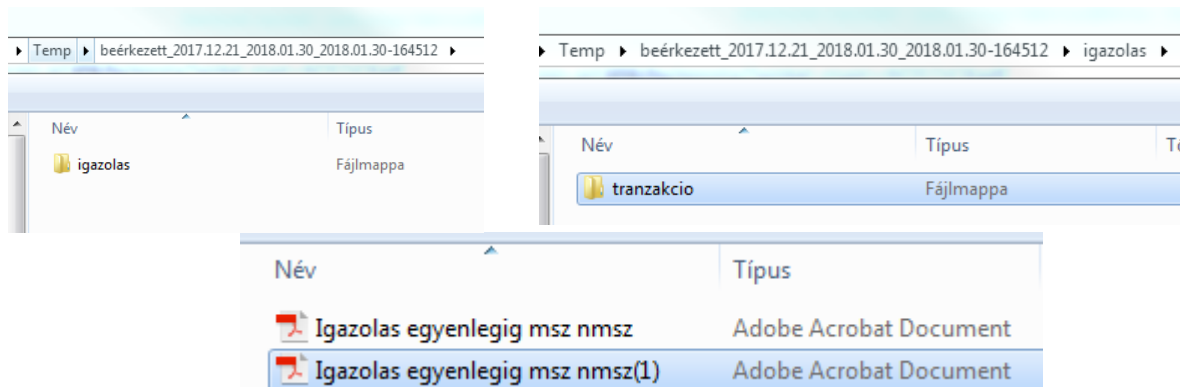 Temp beérkezett_2017.12.21_2018.01.30_2018.01.30-164512
Név Típus
igazolas Fájlmappa
Temp beérkezett_2017.12.21_2018.01.30_2018.01.30-164512 igazolas
Név Típus
tranzakcio Fájlmappa
Név Típus
Igazolas egyenlegig msz nmsz Adobe Acrobat Document
Igazolas egyenlegig msz nmsz(1) Adobe Acrobat Document